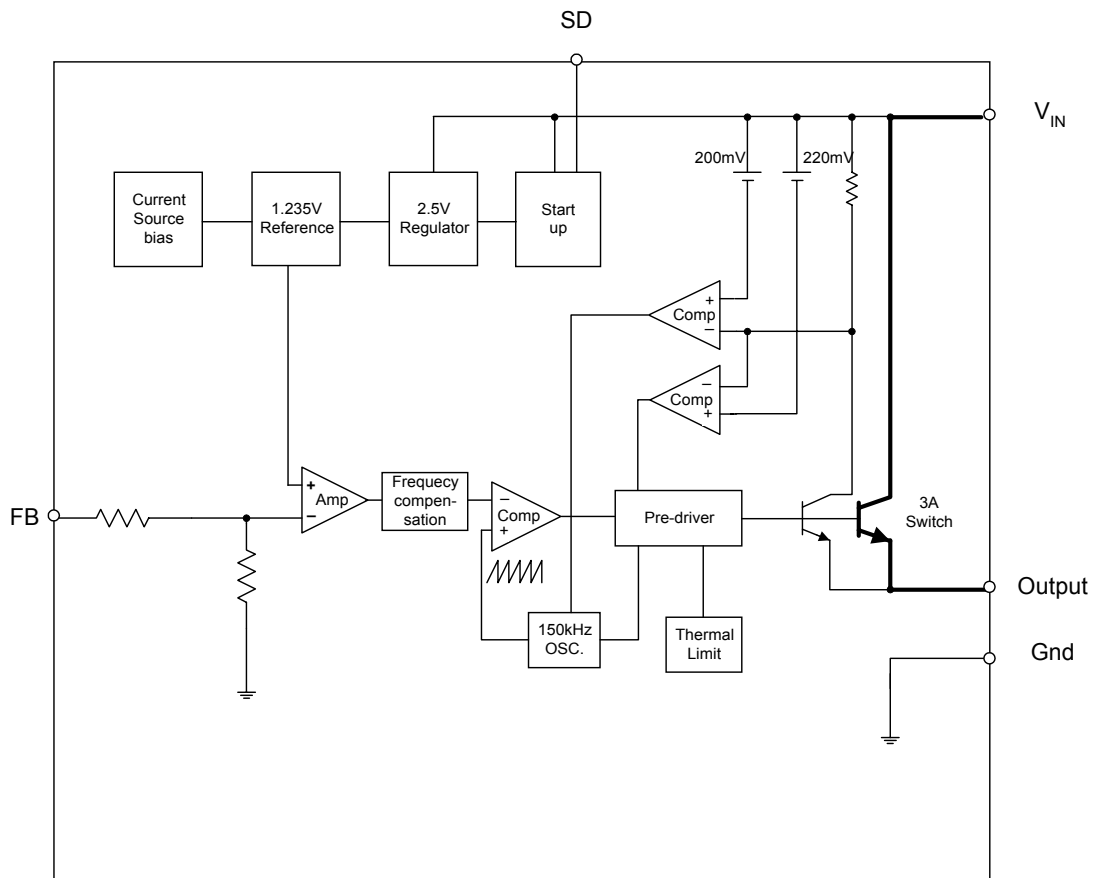 SD
V_IN
200mV
220mV
Current
Source
bias
1.235V
Reference
2.5V
Regulator
Start
up
+
Comp
−
−
Comp
+
FB
+
Amp
−
Frequecy
compen-
sation
−
Comp
+
Pre-driver
3A
Switch
150kHz
OSC.
Thermal
Limit
Output
Gnd